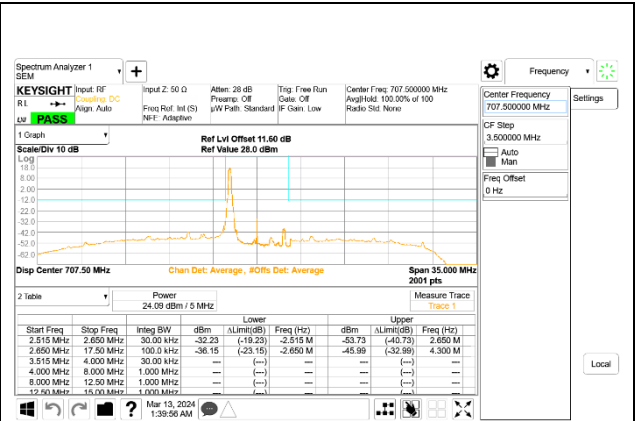 Spectrum Analyzer 1
SEM
+
Frequency
KEYSIGHT
RL
PASS
Input: RF
Coupling: DC
Align: Auto
Input Z: 50 Ω
Freq Ref: Int (S)
NFE: Adaptive
Atten: 28 dB
Preamp: Off
µW Path: Standard
Trig: Free Run
Gate: Off
IF Gain: Low
Center Freq: 707.500000 MHz
Avg|Hold: 100.00% of 100
Radio Std: None
Center Frequency
707.500000 MHz
Settings
CF Step
3.500000 MHz
Auto
Man
Freq Offset
0 Hz
1 Graph
Scale/Div 10 dB
Ref Lvl Offset 11.60 dB
Ref Value 28.0 dBm
Log
18.0
8.00
-2.00
-12.0
-22.0
-32.0
-42.0
-52.0
-62.0
Disp Center 707.50 MHz
Chan Det: Average, #Offs Det: Average
Span 35.000 MHz
2001 pts
2 Table
Power
24.09 dBm / 5 MHz
Measure Trace
Trace 1
Lower Upper
Start Freq Stop Freq Integ BW dBm ΔLimit(dB) Freq (Hz) dBm ΔLimit(dB) Freq (Hz)
2.515 MHz 2.650 MHz 30.00 kHz -32.23 (-19.23) -2.515 M -53.73 (-40.73) 2.650 M
2.650 MHz 17.50 MHz 100.0 kHz -36.15 (-23.15) -2.650 M -45.99 (-32.99) 4.300 M
3.515 MHz 4.000 MHz 30.00 kHz --- (---) --- --- (---) ---
4.000 MHz 8.000 MHz 1.000 MHz --- (---) --- --- (---) ---
8.000 MHz 12.50 MHz 1.000 MHz --- (---) --- --- (---) ---
12.50 MHz 15.00 MHz 1.000 MHz --- (---) --- --- (---) ---
Local
?
Mar 13, 2024
1:39:56 AM